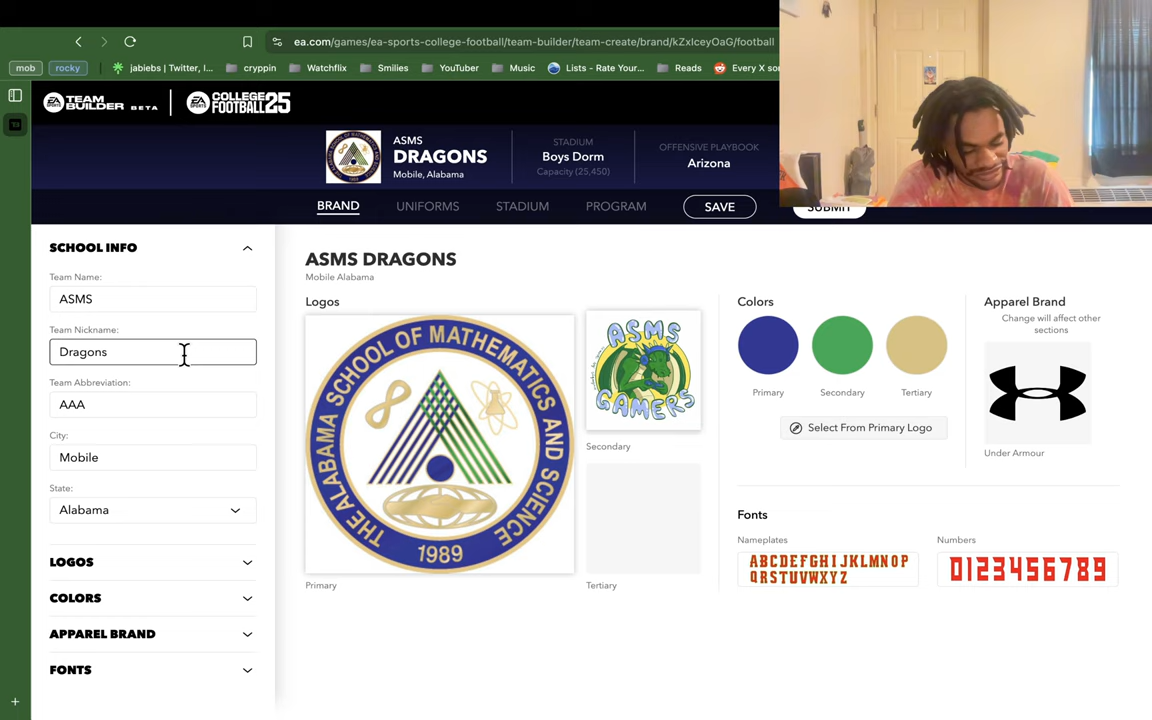 ea.com/games/ea-sports-college-football/team-builder/team-create/brand/kZxIceyOaG/football
mob
rocky
jabiebs | Twitter, I...
cryppin
Watchflix
Smilies
YouTuber
Music
Lists - Rate Your...
Reads
Every X so
EA SPORTS TEAM BUILDER BETA
EA SPORTS COLLEGE FOOTBALL 25
ASMS
DRAGONS
Mobile, Alabama
STADIUM
Boys Dorm
Capacity (25,450)
OFFENSIVE PLAYBOOK
Arizona
BRAND
UNIFORMS
STADIUM
PROGRAM
SAVE
SUBMIT
SCHOOL INFO
Team Name:
ASMS
Team Nickname:
Dragons
Team Abbreviation:
AAA
City:
Mobile
State:
Alabama
LOGOS
COLORS
APPAREL BRAND
FONTS
ASMS DRAGONS
Mobile Alabama
Logos
THE ALABAMA SCHOOL OF MATHEMATICS AND SCIENCE
1989
Primary
ASMS
GAMERS
Secondary
Tertiary
Colors
Primary
Secondary
Tertiary
Select From Primary Logo
Apparel Brand
Change will affect other
sections
Under Armour
Fonts
Nameplates
ABCDEFGHIJKLMNOP
QRSTUVWXYZ
Numbers
0123456789